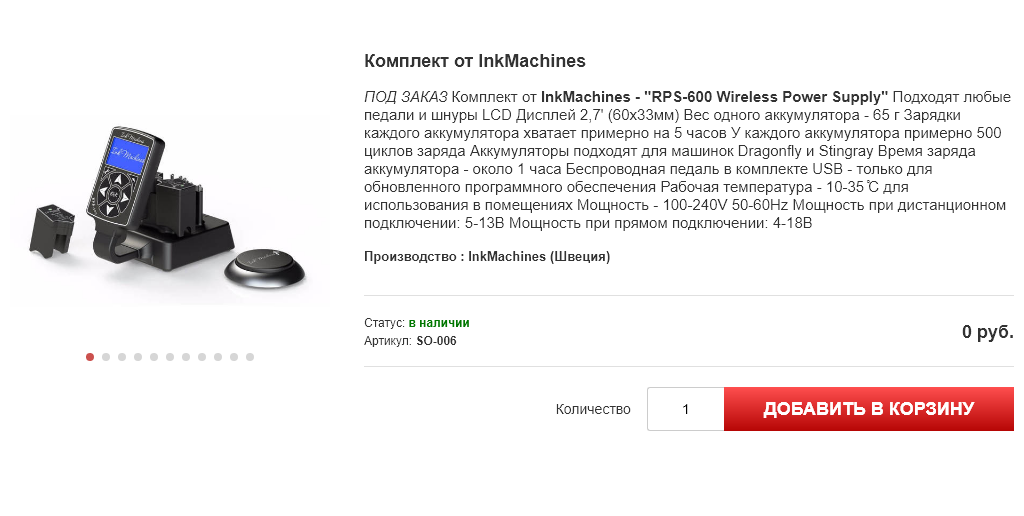 Комплект от InkMachines
ПОД ЗАКАЗ Комплект от InkMachines - "RPS-600 Wireless Power Supply" Подходят любые
педали и шнуры LCD Дисплей 2,7' (60x33мм) Вес одного аккумулятора - 65 г Зарядки
каждого аккумулятора хватает примерно на 5 часов У каждого аккумулятора примерно 500
циклов заряда Аккумуляторы подходят для машинок Dragonfly и Stingray Время заряда
аккумулятора - около 1 часа Беспроводная педаль в комплекте USB - только для
обновленного программного обеспечения Рабочая температура - 10-35℃ для
использования в помещениях Мощность - 100-240V 50-60Hz Мощность при дистанционном
подключении: 5-13В Мощность при прямом подключении: 4-18В
Производство : InkMachines (Швеция)
Статус: в наличии
Артикул: SO-006
0 руб.
Количество 1 ДОБАВИТЬ В КОРЗИНУ